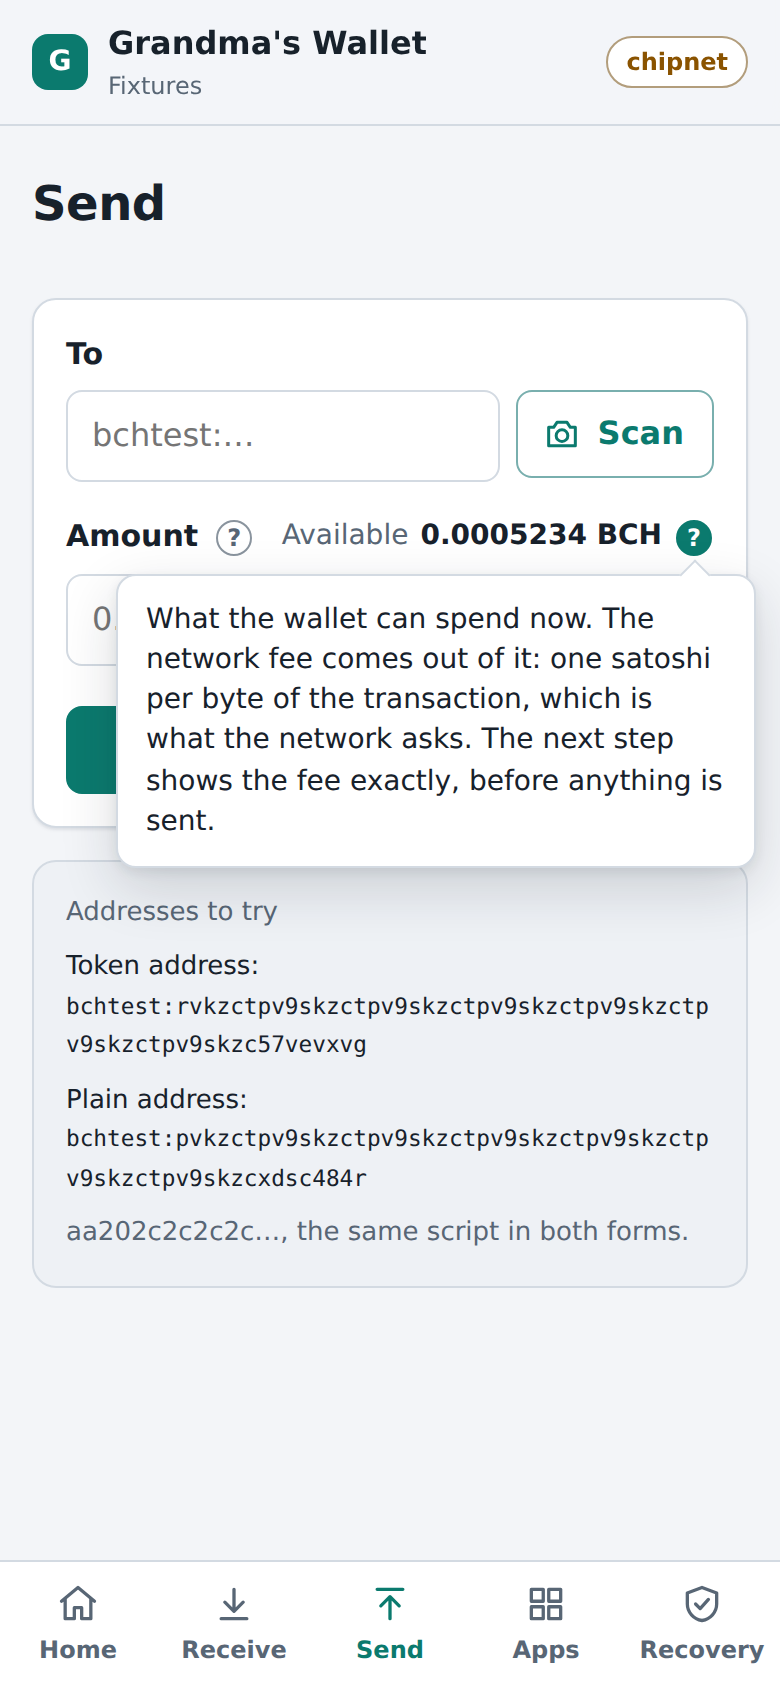 G
Grandma's Wallet
Fixtures
chipnet
Send
To
bchtest:...
Scan
Amount ? Available 0.0005234 BCH ?
0.
What the wallet can spend now. The
network fee comes out of it: one satoshi
per byte of the transaction, which is
what the network asks. The next step
shows the fee exactly, before anything is
sent.
Addresses to try
Token address:
bchtest:rvkzctpv9skzctpv9skzctpv9skzctpv9skzctp
v9skzctpv9skzc57vevxvg
Plain address:
bchtest:pvkzctpv9skzctpv9skzctpv9skzctpv9skzctp
v9skzctpv9skzcxdsc484r
aa202c2c2c2c..., the same script in both forms.
Home Receive Send Apps Recovery